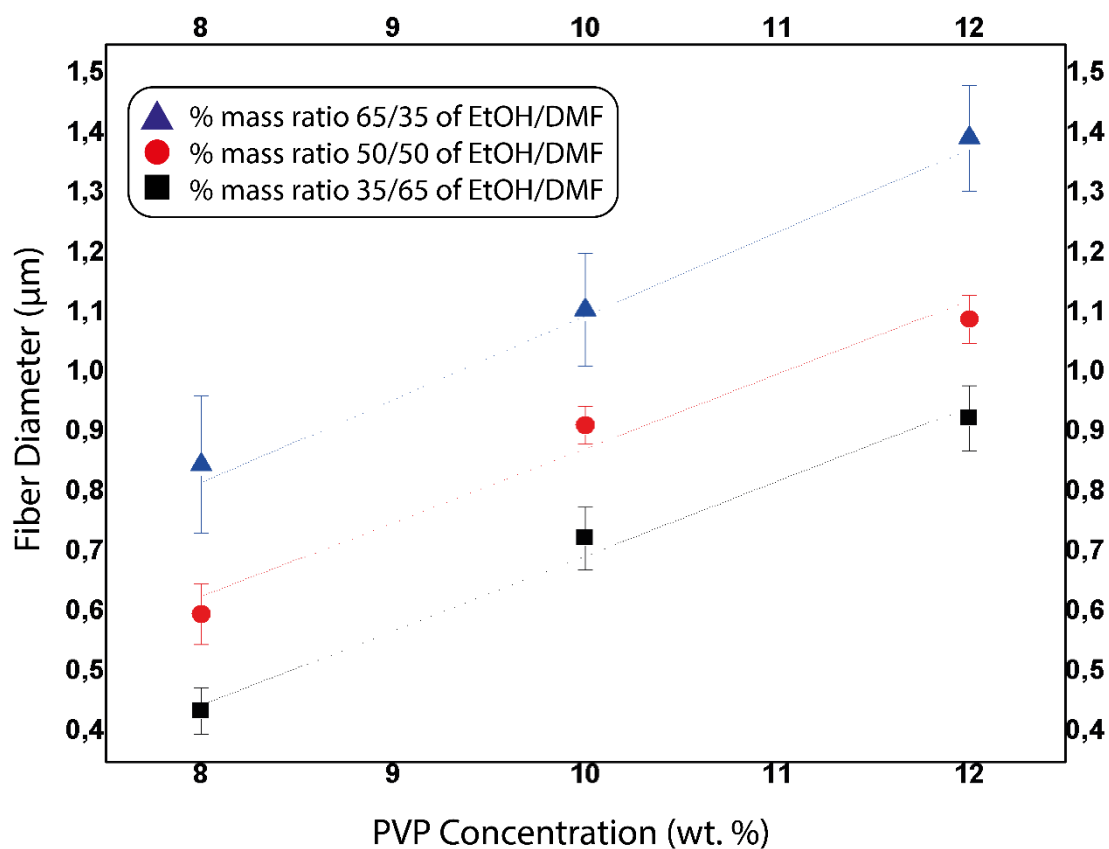 8 9 10 11 12
1,5 1,5
% mass ratio 65/35 of EtOH/DMF
1,4 1,4
% mass ratio 50/50 of EtOH/DMF
1,3 1,3
% mass ratio 35/65 of EtOH/DMF
1,2 1,2
1,1 1,1
1,0 1,0
0,9 0,9
0,8 0,8
0,7 0,7
0,6 0,6
0,5 0,5
0,4 0,4
Fiber Diameter (µm)
8 9 10 11 12
PVP Concentration (wt. %)